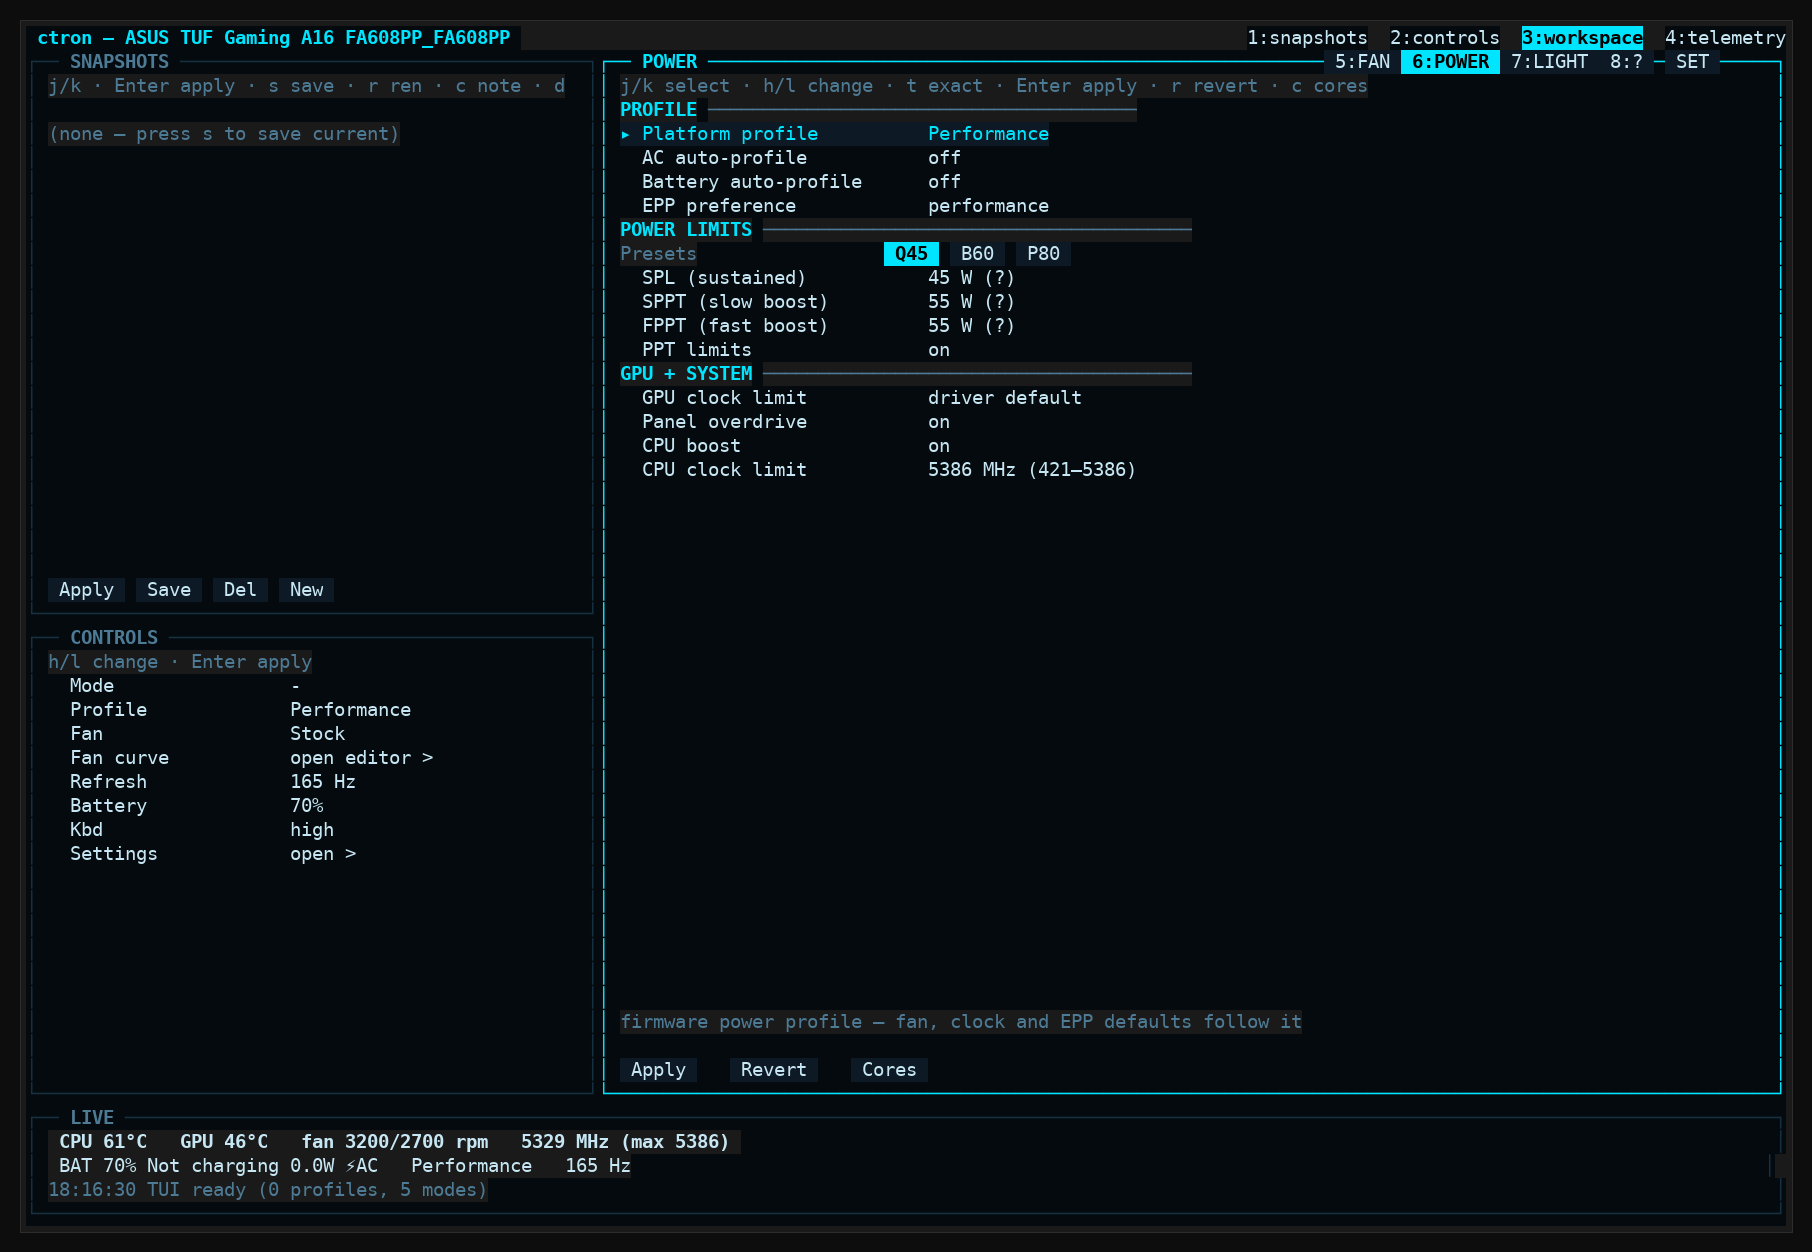 ctron — ASUS TUF Gaming A16 FA608PP_FA608PP 1:snapshots 2:controls 3:workspace 4:telemetry
SNAPSHOTS
j/k · Enter apply · s save · r ren · c note · d
(none — press s to save current)
Apply Save Del New
CONTROLS
h/l change · Enter apply
Mode -
Profile Performance
Fan Stock
Fan curve open editor >
Refresh 165 Hz
Battery 70%
Kbd high
Settings open >
POWER 5:FAN 6:POWER 7:LIGHT 8:? SET
j/k select · h/l change · t exact · Enter apply · r revert · c cores
PROFILE
▸ Platform profile Performance
AC auto-profile off
Battery auto-profile off
EPP preference performance
POWER LIMITS
Presets Q45 B60 P80
SPL (sustained) 45 W (?)
SPPT (slow boost) 55 W (?)
FPPT (fast boost) 55 W (?)
PPT limits on
GPU + SYSTEM
GPU clock limit driver default
Panel overdrive on
CPU boost on
CPU clock limit 5386 MHz (421–5386)
firmware power profile — fan, clock and EPP defaults follow it
Apply Revert Cores
LIVE
CPU 61°C GPU 46°C fan 3200/2700 rpm 5329 MHz (max 5386)
BAT 70% Not charging 0.0W ⚡AC Performance 165 Hz
18:16:30 TUI ready (0 profiles, 5 modes)